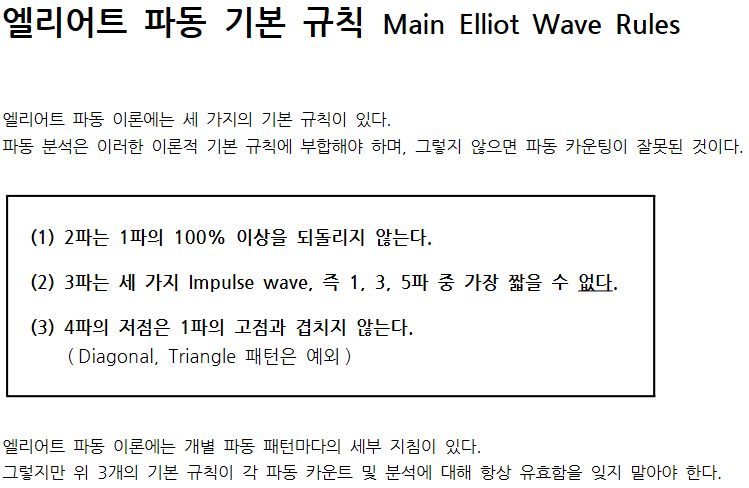 엘리어트 파동 기본 규칙 Main Elliot Wave Rules
엘리어트 파동 이론에는 세 가지의 기본 규칙이 있다.
파동 분석은 이러한 이론적 기본 규칙에 부합해야 하며, 그렇지 않으면 파동 카운팅이 잘못된 것이다.
(1) 2파는 1파의 100% 이상을 되돌리지 않는다.
(2) 3파는 세 가지 Impulse wave, 즉 1, 3, 5파 중 가장 짧을 수 없다.
(3) 4파의 저점은 1파의 고점과 겹치지 않는다.
( Diagonal, Triangle 패턴은 예외 )
엘리어트 파동 이론에는 개별 파동 패턴마다의 세부 지침이 있다.
그렇지만 위 3개의 기본 규칙이 각 파동 카운트 및 분석에 대해 항상 유효함을 잊지 말아야 한다.